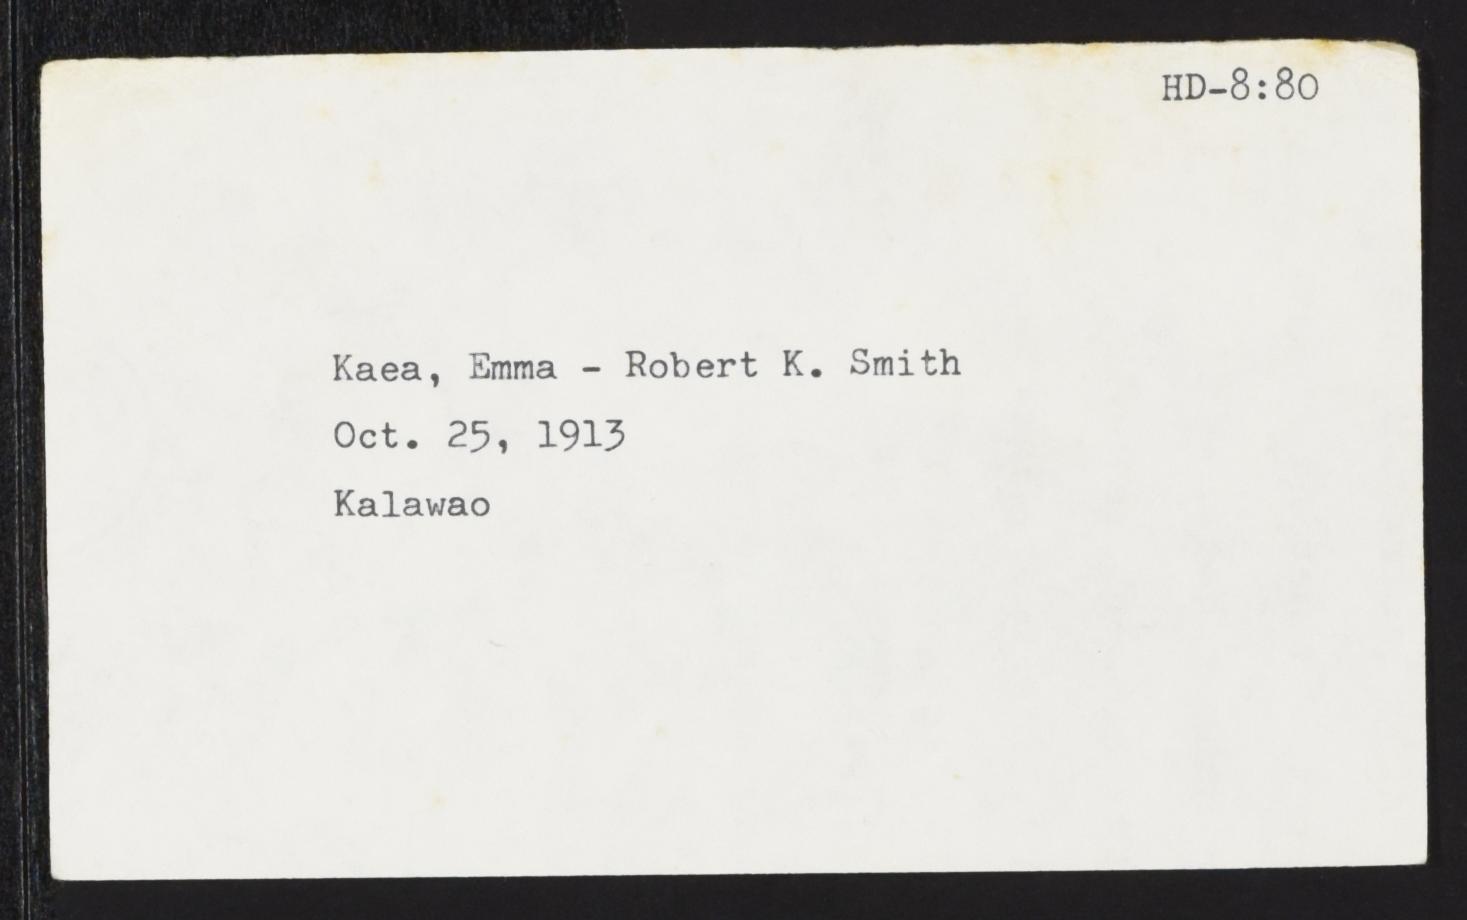 HD-8:80
Kaea, Emma - Robert K. Smith
Oct. 25, 1913
Kalawao